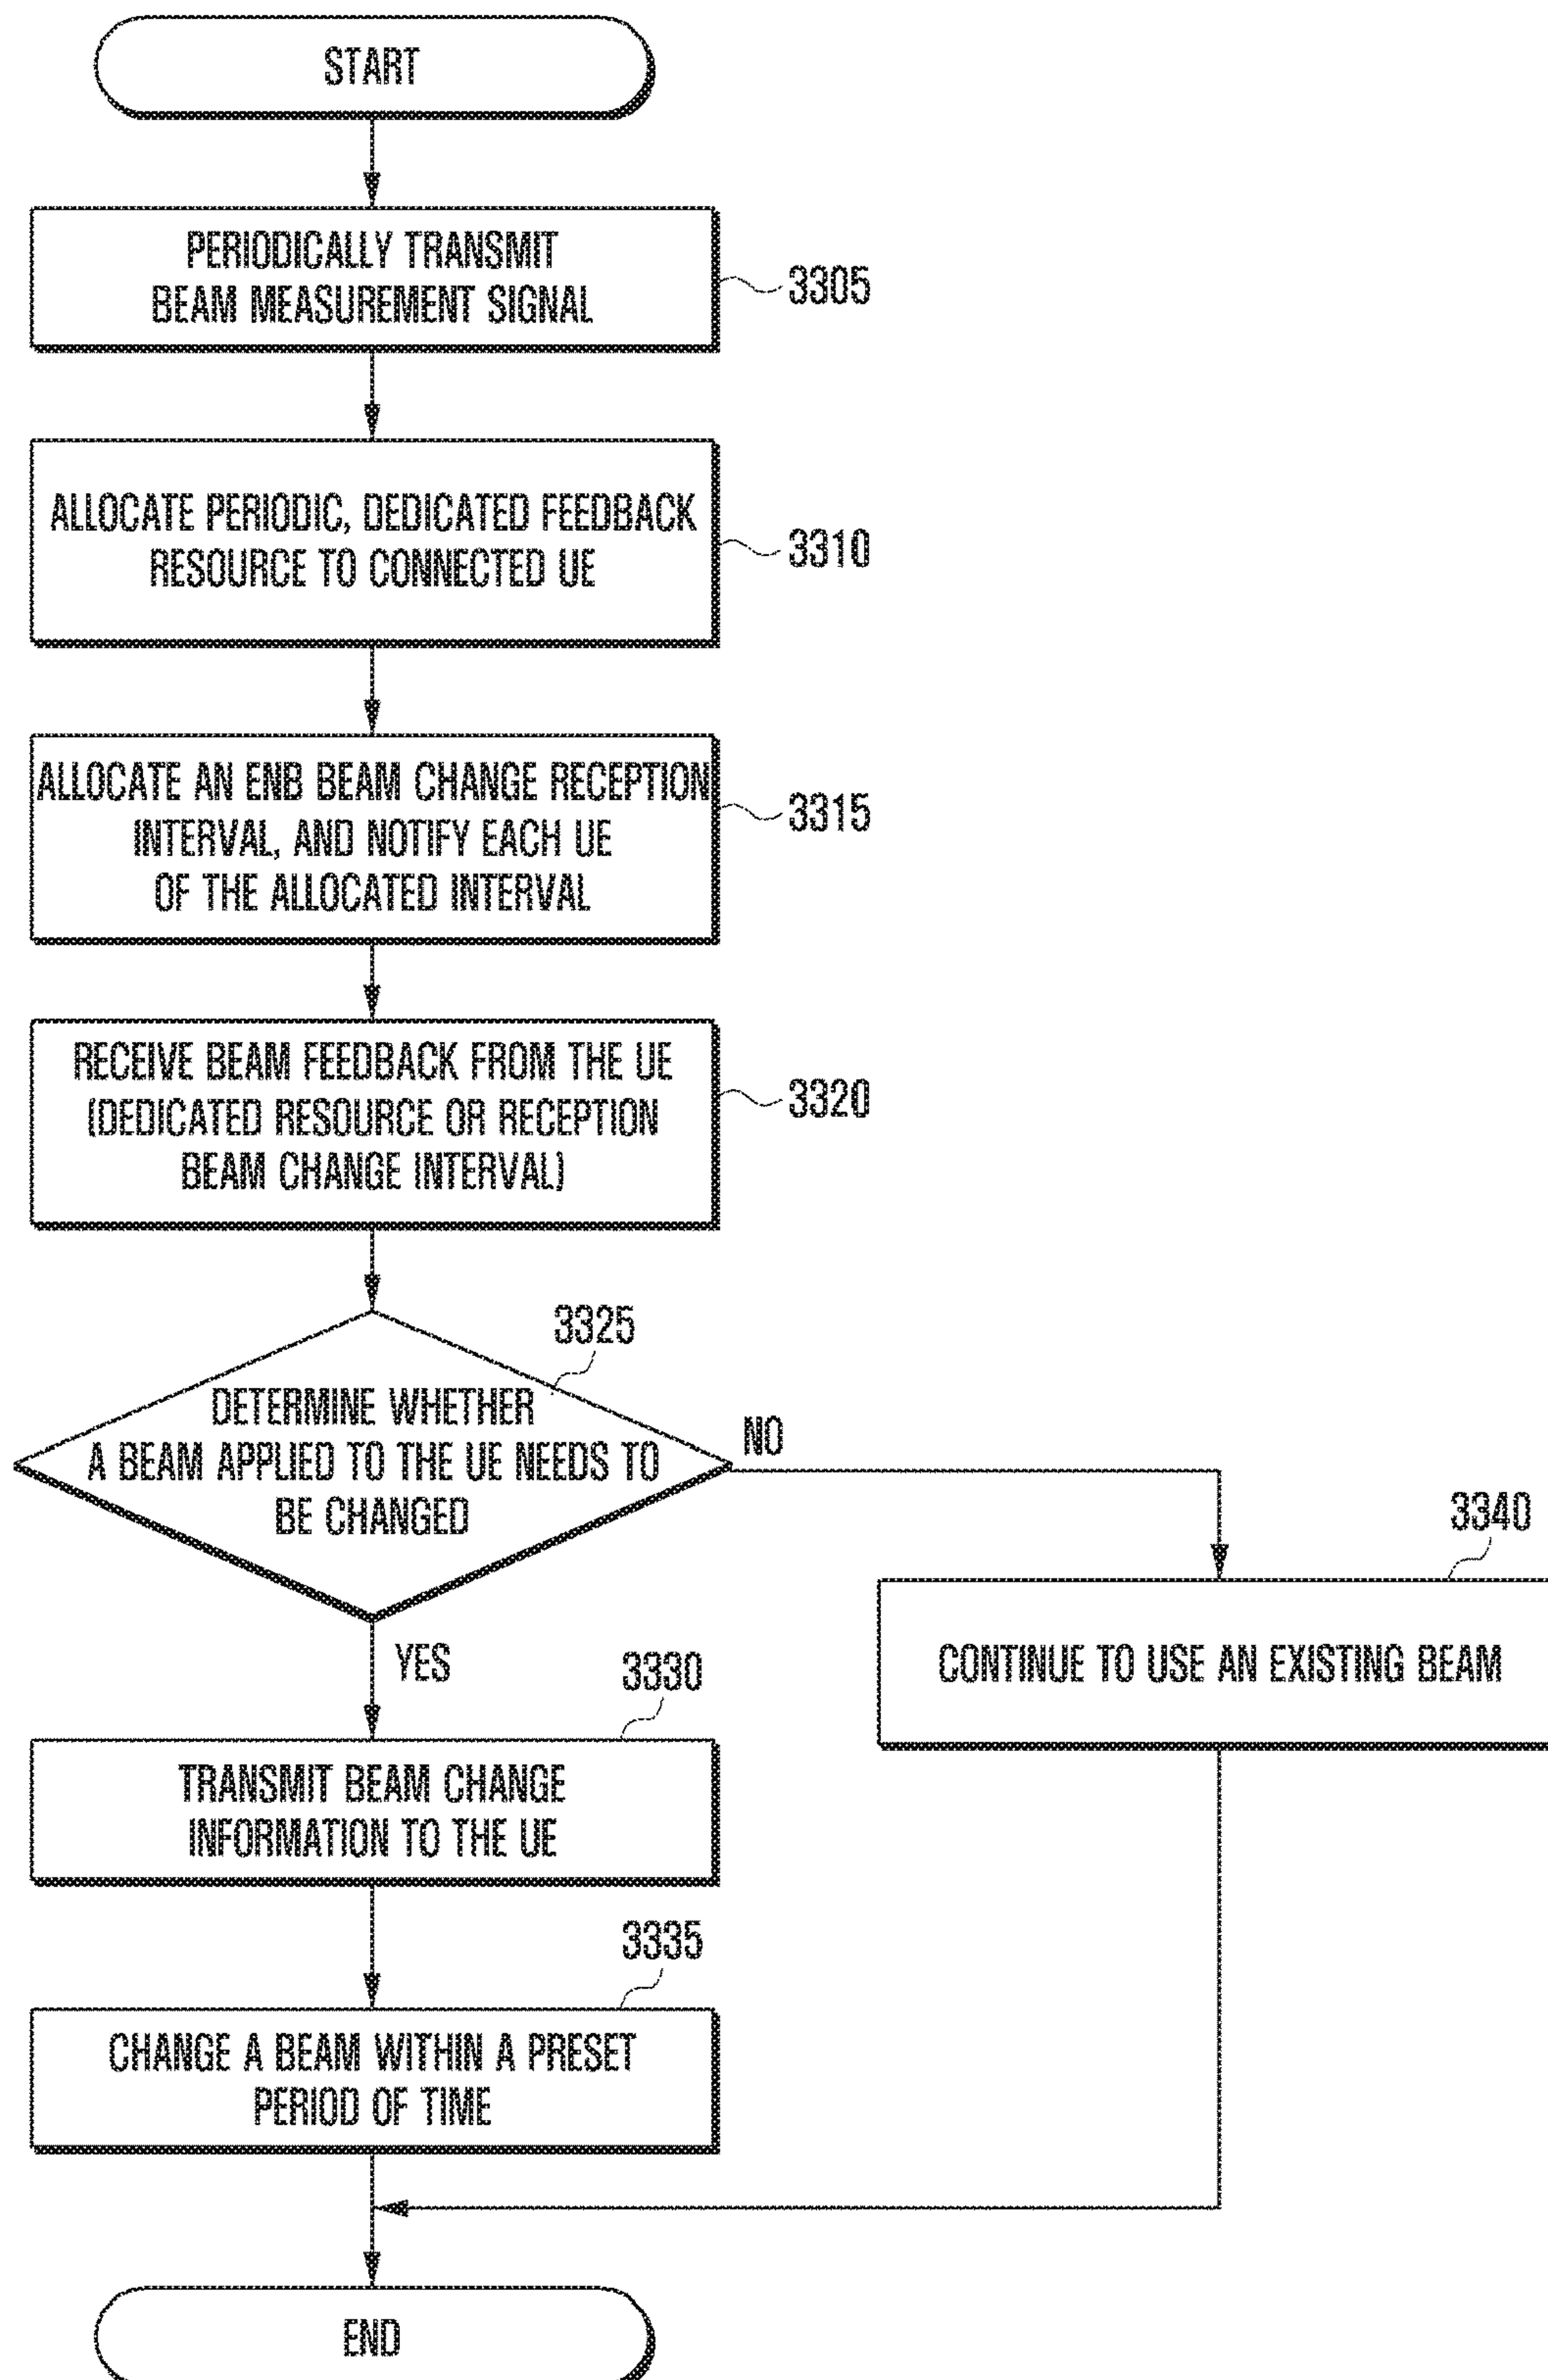 START
PERIODICALLY TRANSMIT
BEAM MEASUREMENT SIGNAL
3305
ALLOCATE PERIODIC, DEDICATED FEEDBACK
RESOURCE TO CONNECTED UE
3310
ALLOCATE AN ENB BEAM CHANGE RECEPTION
INTERVAL, AND NOTIFY EACH UE
OF THE ALLOCATED INTERVAL
3315
RECEIVE BEAM FEEDBACK FROM THE UE
(DEDICATED RESOURCE OR RECEPTION
BEAM CHANGE INTERVAL)
3320
3325
DETERMINE WHETHER
A BEAM APPLIED TO THE UE NEEDS TO
BE CHANGED
NO
3340
CONTINUE TO USE AN EXISTING BEAM
YES
3330
TRANSMIT BEAM CHANGE
INFORMATION TO THE UE
3335
CHANGE A BEAM WITHIN A PRESET
PERIOD OF TIME
END